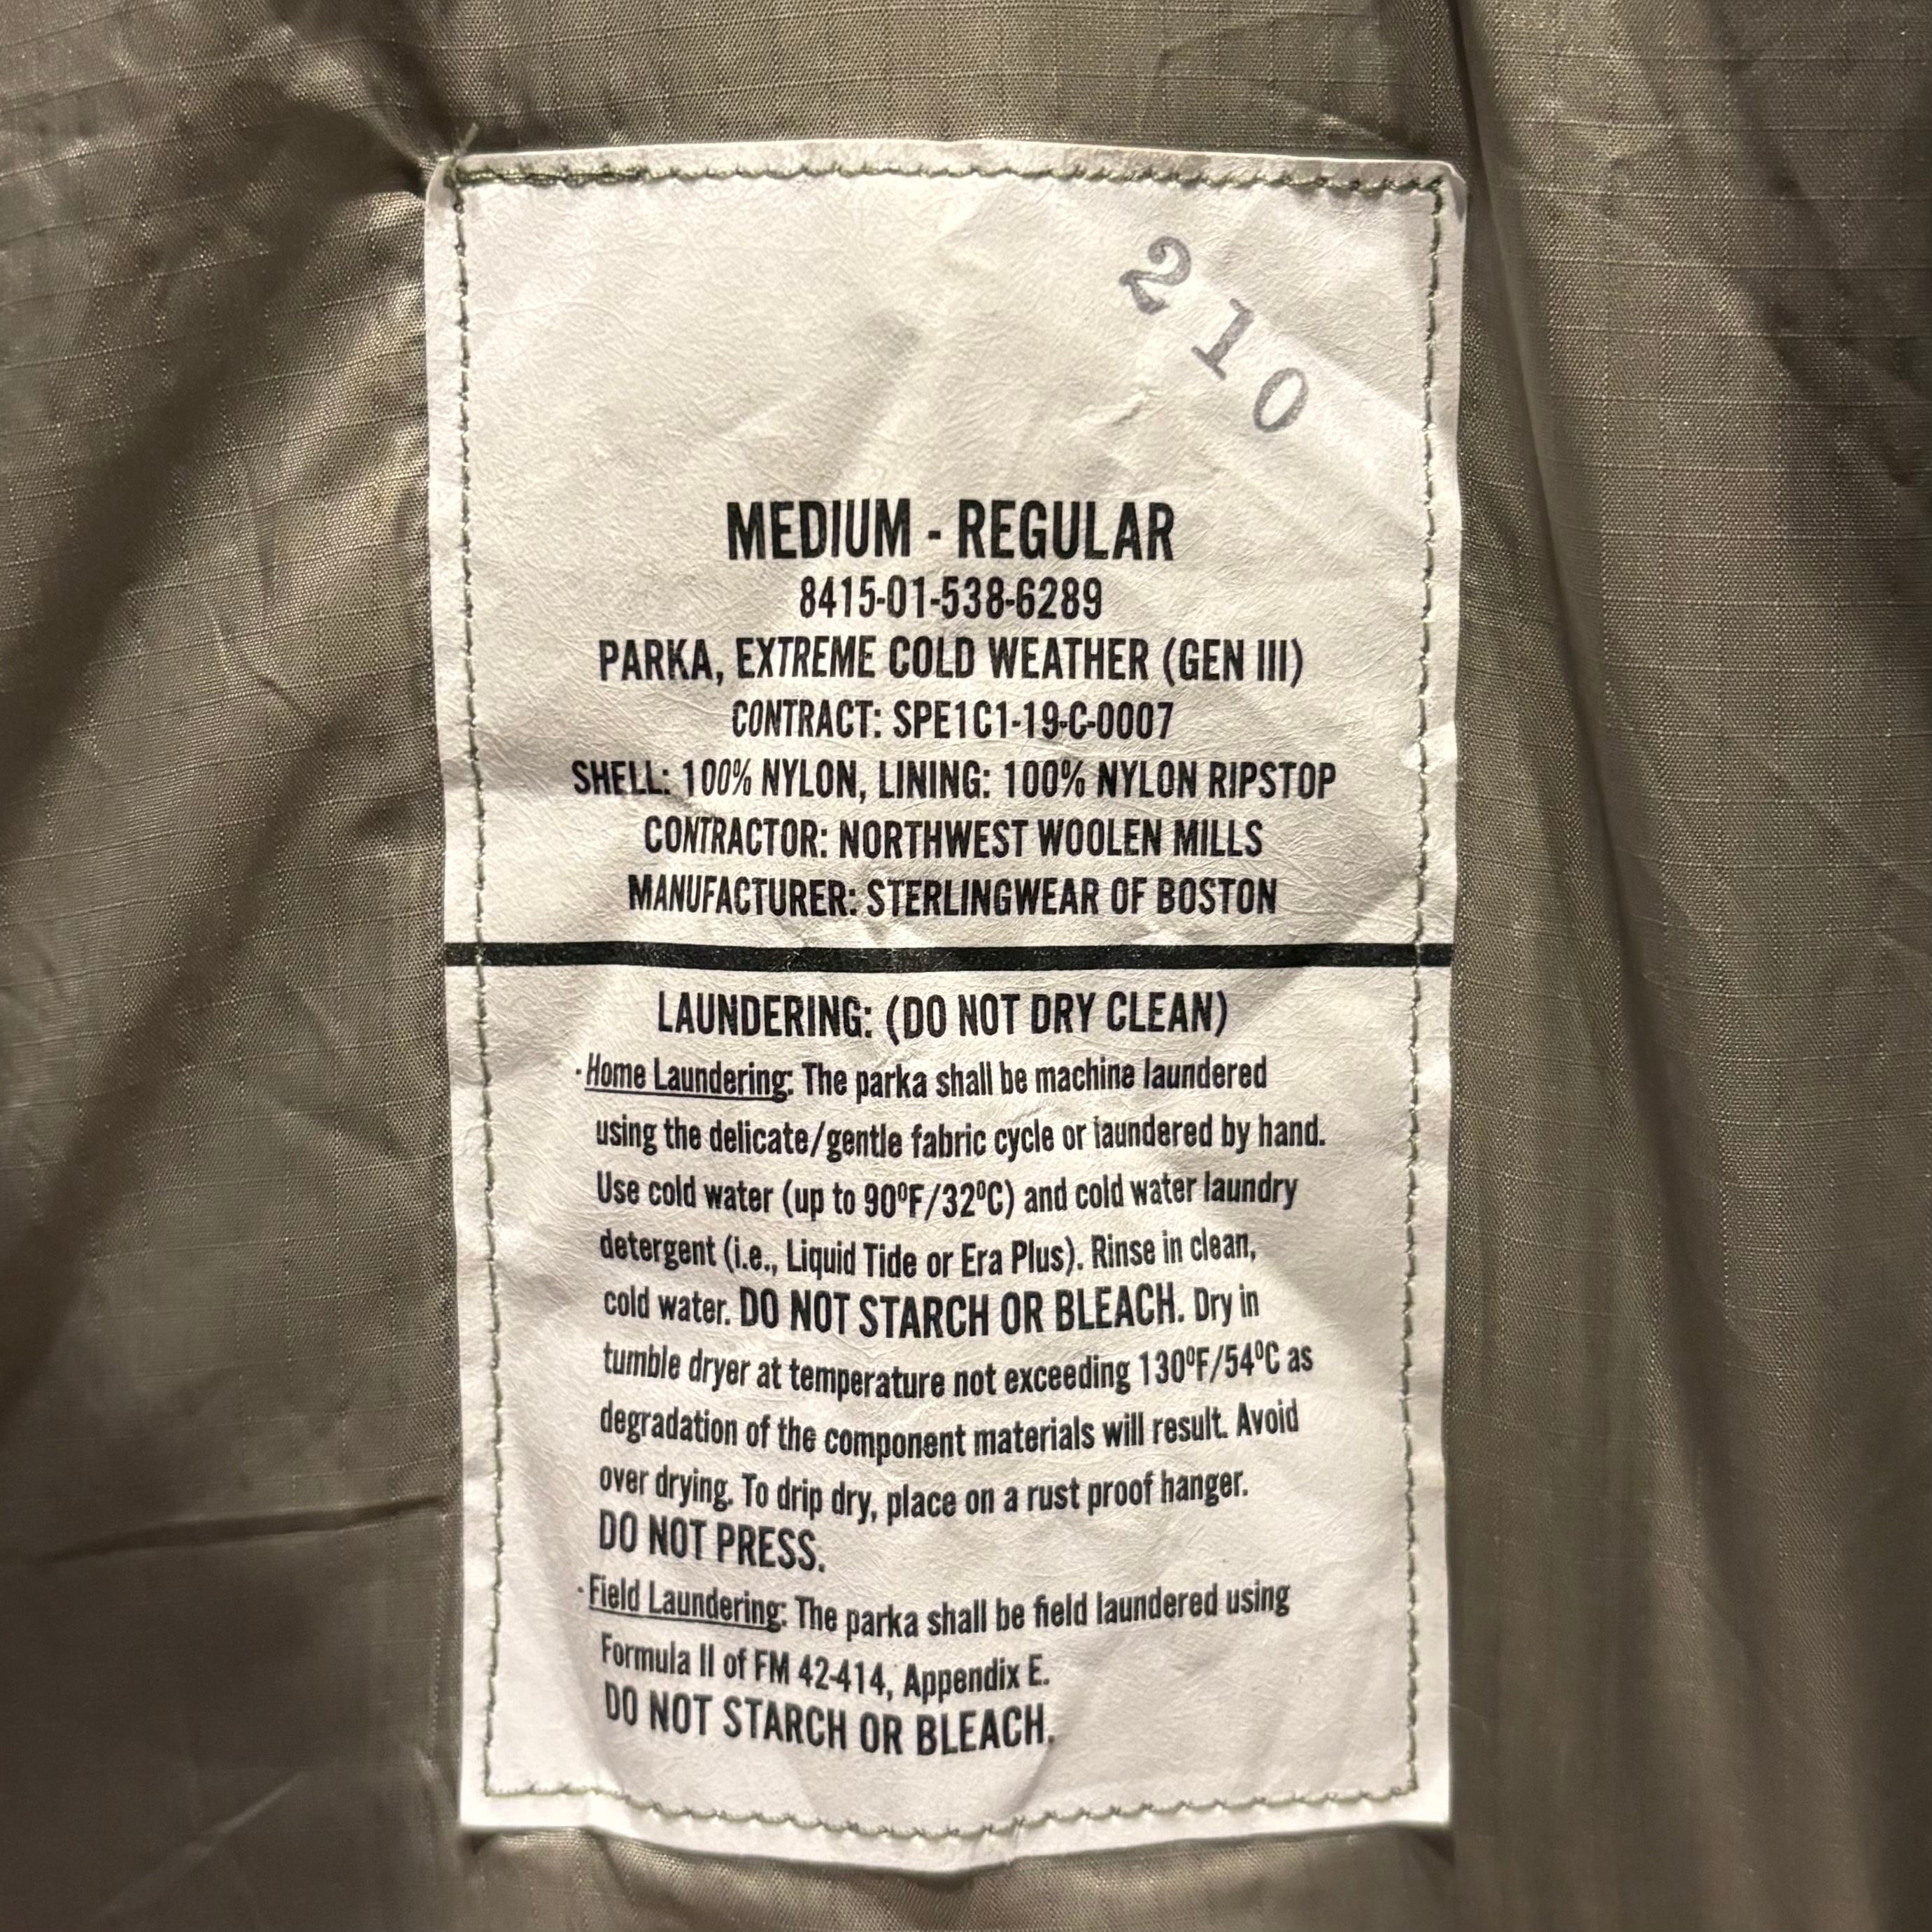 210
MEDIUM - REGULAR
8415-01-538-6289
PARKA, EXTREME COLD WEATHER (GEN III)
CONTRACT: SPE1C1-19-C-0007
SHELL: 100% NYLON, LINING: 100% NYLON RIPSTOP
CONTRACTOR: NORTHWEST WOOLEN MILLS
MANUFACTURER: STERLINGWEAR OF BOSTON
LAUNDERING: (DO NOT DRY CLEAN)
·Home Laundering: The parka shall be machine laundered
using the delicate/gentle fabric cycle or laundered by hand.
Use cold water (up to 90ºF/32ºC) and cold water laundry
detergent (i.e., Liquid Tide or Era Plus). Rinse in clean,
cold water. DO NOT STARCH OR BLEACH. Dry in
tumble dryer at temperature not exceeding 130ºF/54ºC as
degradation of the component materials will result. Avoid
over drying. To drip dry, place on a rust proof hanger.
DO NOT PRESS.
·Field Laundering: The parka shall be field laundered using
Formula II of FM 42-414, Appendix E.
DO NOT STARCH OR BLEACH.